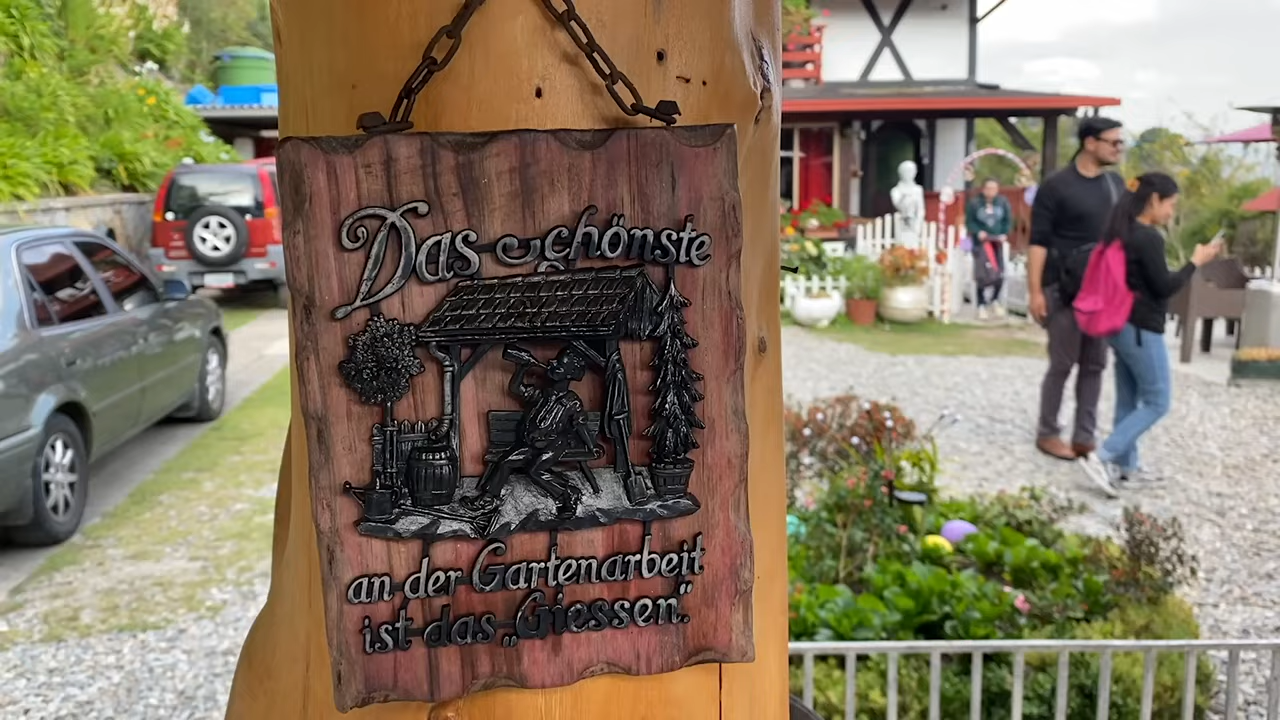 Das Schönste
an der Gartenarbeit
ist das „Giessen.”